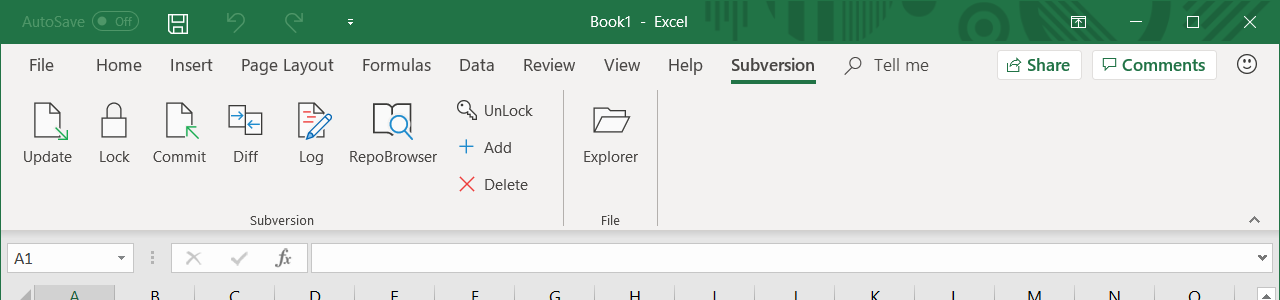 AutoSave Off Book1 - Excel
File Home Insert Page Layout Formulas Data Review View Help Subversion Tell me Share Comments
Update Lock Commit Diff Log RepoBrowser UnLock Add Delete Explorer
Subversion File
A1 fx
A B C D E F G H I J K L M N O